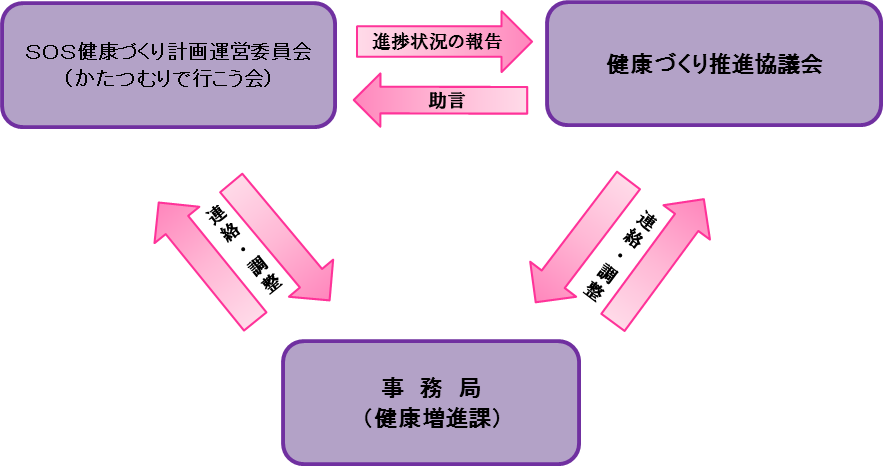 SOS健康づくり計画運営委員会
(かたつむりで行こう会)
進捗状況の報告
助言
健康づくり推進協議会
連絡・調整
連絡・調整
事　務　局
(健康増進課)